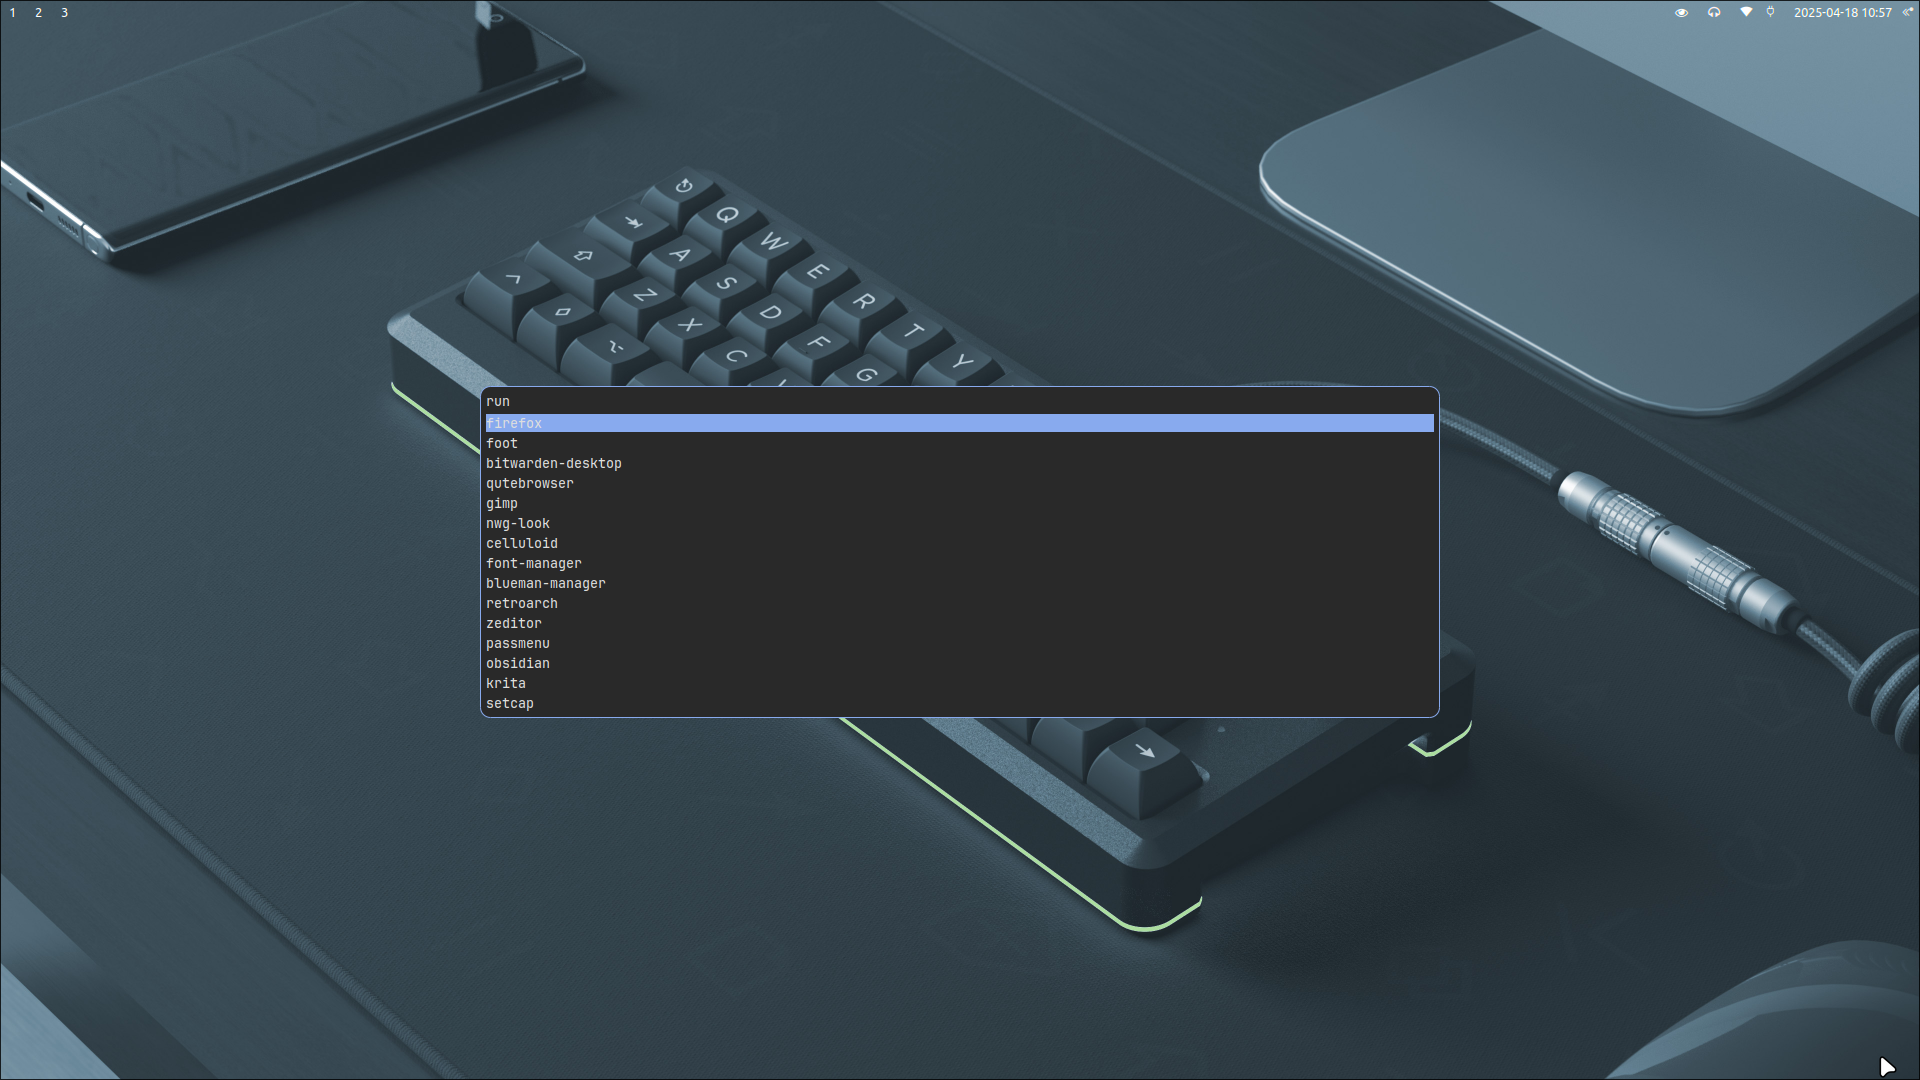 1 2 3
2025-04-18 10:57
Q W E R T Y
A S D F G
Z X C
run
firefox
foot
bitwarden-desktop
qutebrowser
gimp
nwg-look
celluloid
font-manager
blueman-manager
retroarch
zeditor
passmenu
obsidian
krita
setcap